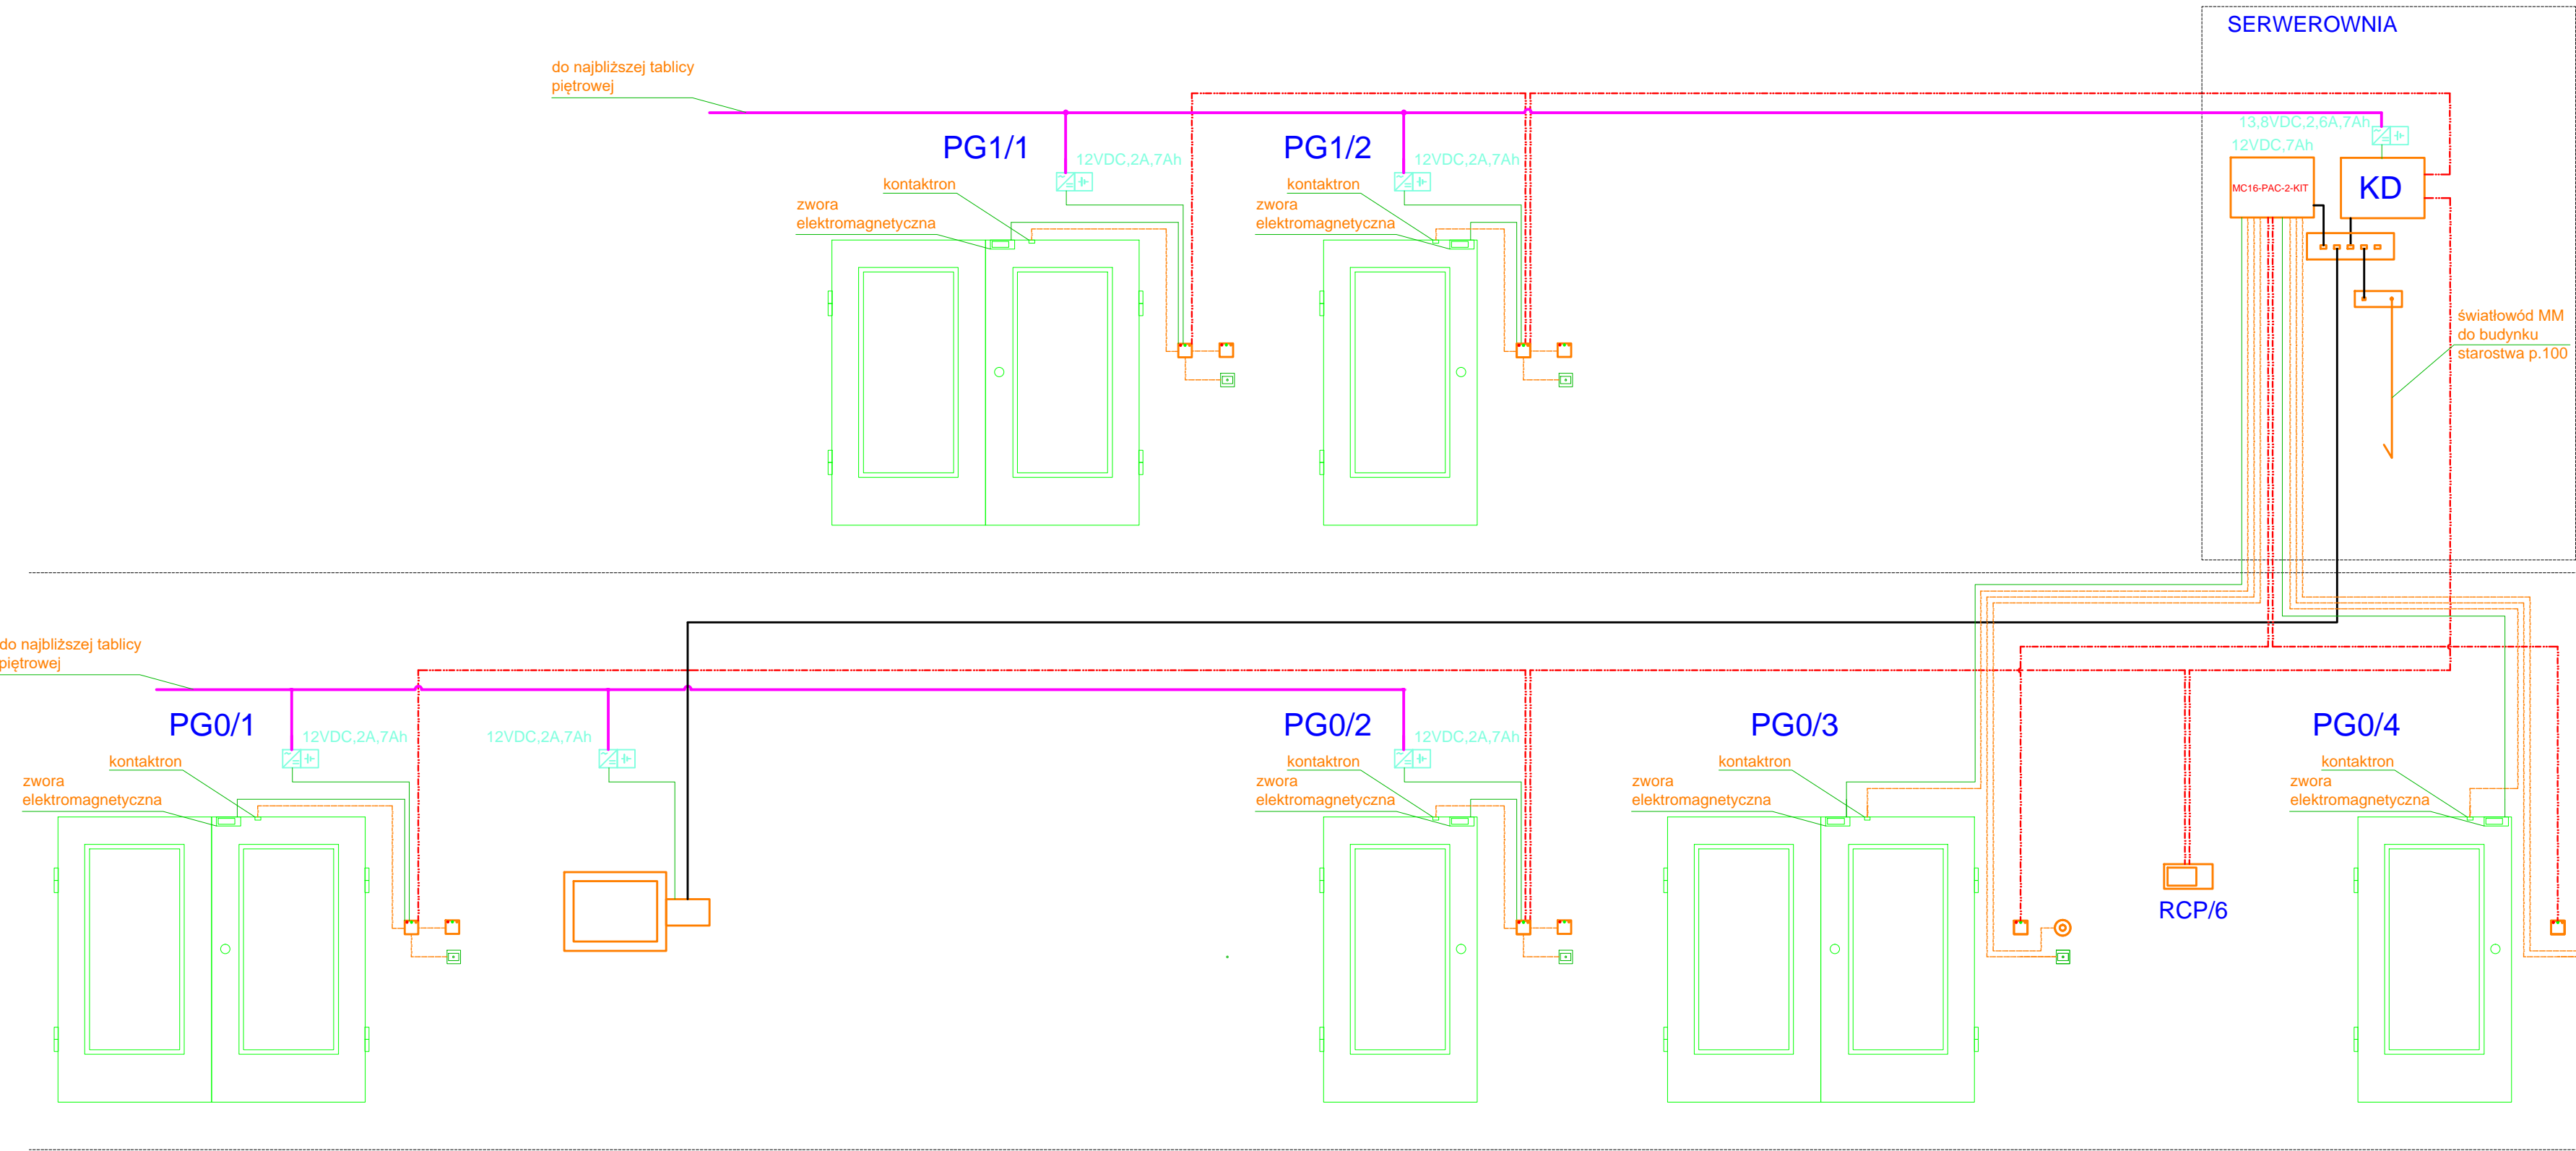 SERWEROWNIA
do najbliższej tablicy
piętrowej
PG1/1
12VDC,2A,7Ah
kontaktron
zwora
elektromagnetyczna
PG1/2
12VDC,2A,7Ah
kontaktron
zwora
elektromagnetyczna
13,8VDC,2,6A,7Ah
12VDC,7Ah
MC16-PAC-2-KIT
KD
światłowód MM
do budynku
starostwa p.100
do najbliższej tablicy
piętrowej
PG0/1
12VDC,2A,7Ah
kontaktron
zwora
elektromagnetyczna
12VDC,2A,7Ah
PG0/2
12VDC,2A,7Ah
kontaktron
zwora
elektromagnetyczna
PG0/3
kontaktron
zwora
elektromagnetyczna
RCP/6
PG0/4
kontaktron
zwora
elektromagnetyczna